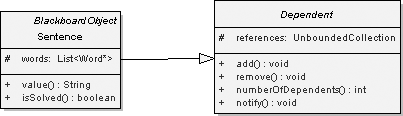 BlackboardObject
Sentence
# words: List<Word*>
+ value() : String
+ isSolved() : boolean
Dependent
# references: UnboundedCollection
+ add() : void
+ remove() : void
+ numberOfDependents() : int
+ notify() : void